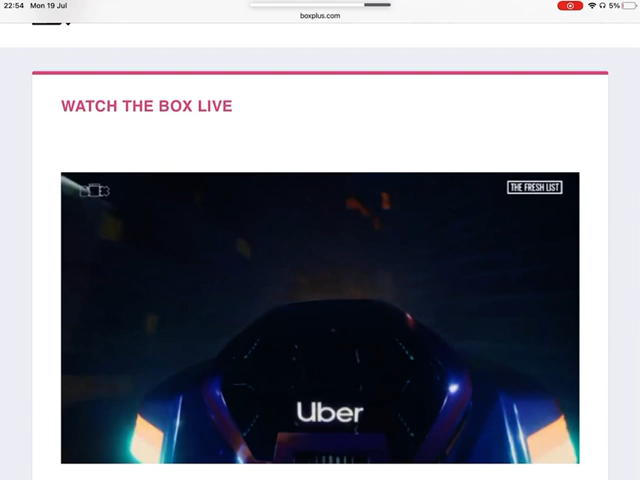 22:54 Mon 19 Jul
5%
boxplus.com
WATCH THE BOX LIVE
THE FRESH LIST
Uber